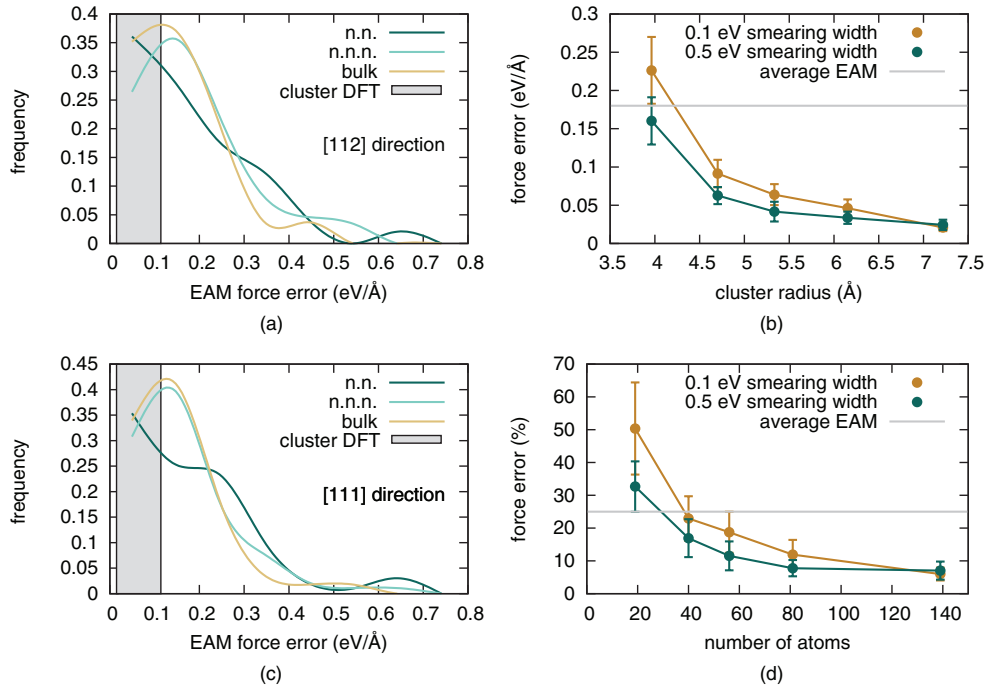 0.4
0.35
0.3
0.25
0.2
0.15
0.1
0.05
0
frequency
n.n.
n.n.n.
bulk
cluster DFT
[112] direction
0 0.1 0.2 0.3 0.4 0.5 0.6 0.7 0.8
EAM force error (eV/Å)
(a)
0.3
0.25
0.2
0.15
0.1
0.05
0
force error (eV/Å)
0.1 eV smearing width
0.5 eV smearing width
average EAM
3.5 4 4.5 5 5.5 6 6.5 7 7.5
cluster radius (Å)
(b)
0.45
0.4
0.35
0.3
0.25
0.2
0.15
0.1
0.05
0
frequency
n.n.
n.n.n.
bulk
cluster DFT
[111] direction
0 0.1 0.2 0.3 0.4 0.5 0.6 0.7 0.8
EAM force error (eV/Å)
(c)
70
60
50
40
30
20
10
0
force error (%)
0.1 eV smearing width
0.5 eV smearing width
average EAM
0 20 40 60 80 100 120 140
number of atoms
(d)